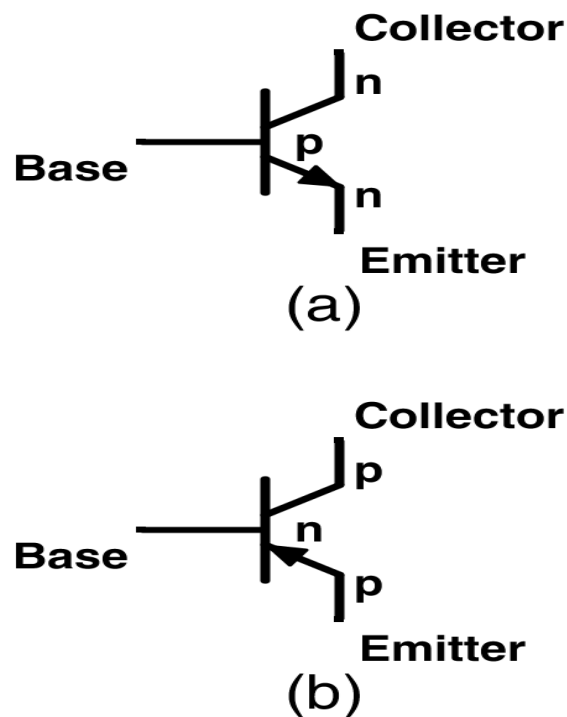 Collector
n
p
Base
n
Emitter
(a)
Collector
p
n
Base
p
Emitter
(b)